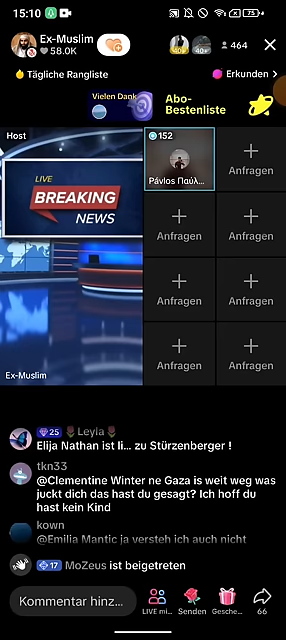 15:10
75
Ex-Muslim
58.0K
464
Tägliche Rangliste
Erkunden >
Vielen Dank
Abo-
Bestenliste
Host
LIVE
BREAKING
NEWS
Ex-Muslim
152
Pávlos Παύλ...
Anfragen
Anfragen
Anfragen
Anfragen
Anfragen
Anfragen
Anfragen
25 Leyla
Elija Nathan ist li... zu Stürzenberger !
tkn33
@Clementine Winter ne Gaza is weit weg was
juckt dich das hast du gesagt? Ich hoff du
hast kein Kind
kown
@Emilia Mantic ja versteh ich auch nicht
17 MoZeus ist beigetreten
Kommentar hinz...
LIVE mi...
Senden
Gesche...
66